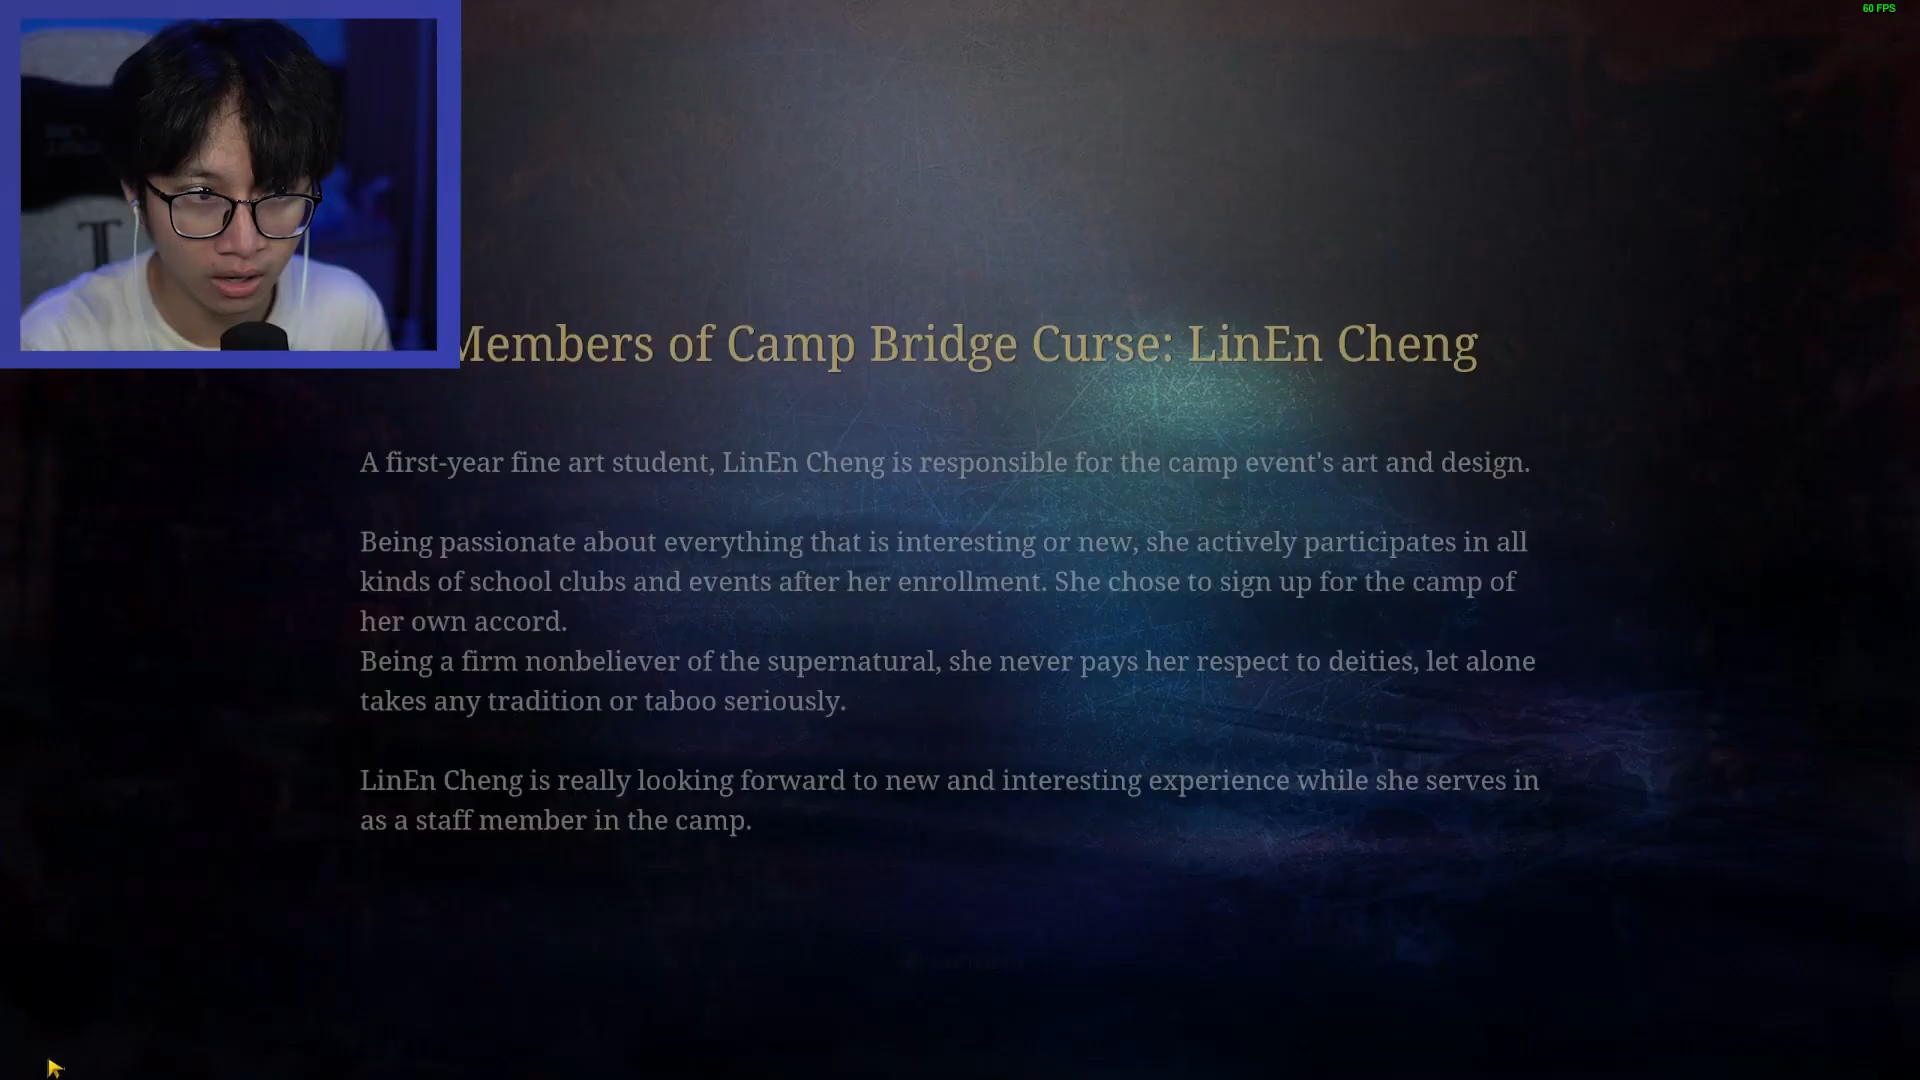 60 FPS
Members of Camp Bridge Curse: LinEn Cheng
A first-year fine art student, LinEn Cheng is responsible for the camp event's art and design.
Being passionate about everything that is interesting or new, she actively participates in all
kinds of school clubs and events after her enrollment. She chose to sign up for the camp of
her own accord.
Being a firm nonbeliever of the supernatural, she never pays her respect to deities, let alone
takes any tradition or taboo seriously.
LinEn Cheng is really looking forward to new and interesting experience while she serves in
as a staff member in the camp.